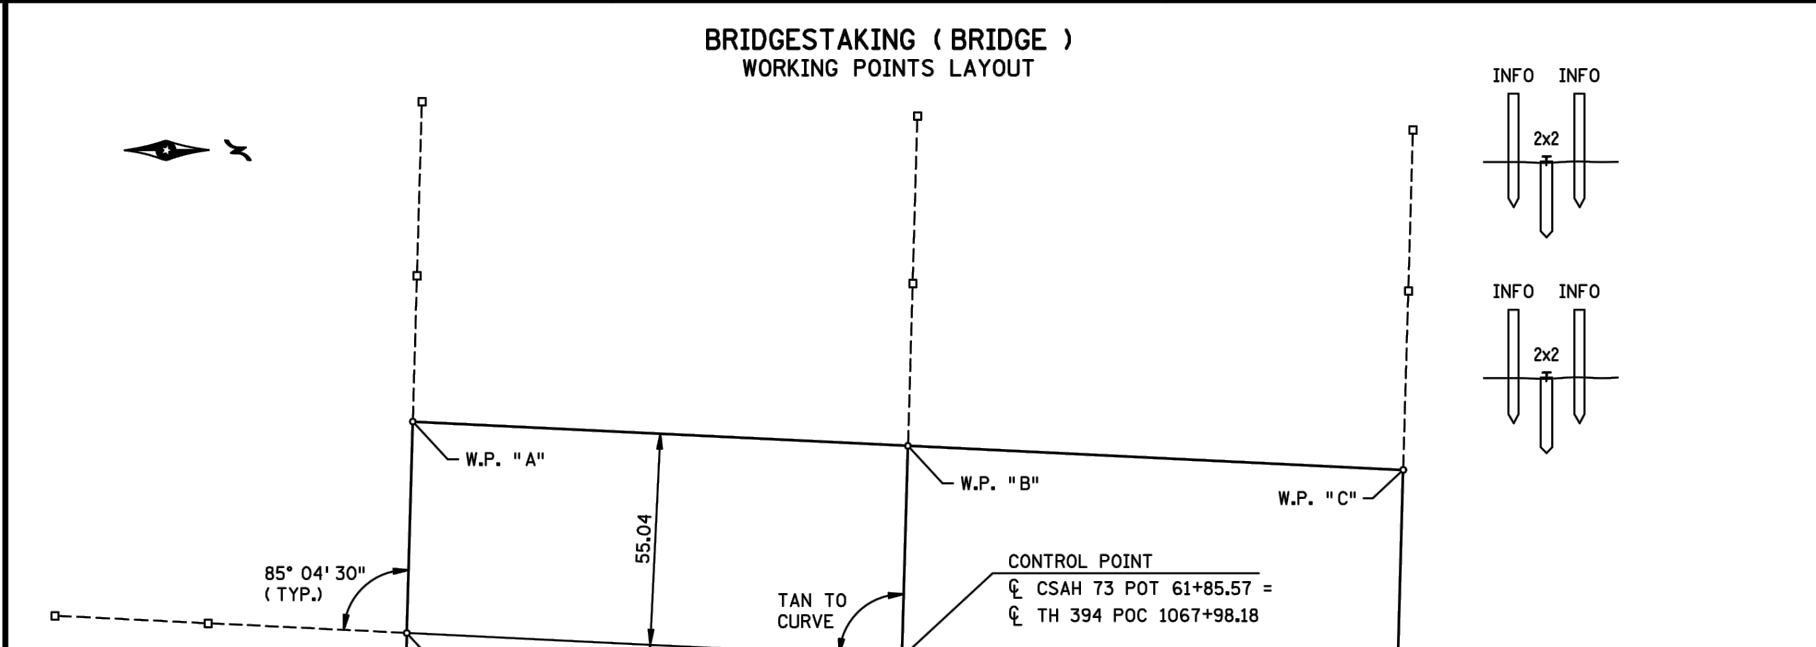 BRIDGESTAKING ( BRIDGE )
WORKING POINTS LAYOUT
INFO INFO
2x2
INFO INFO
2x2
W.P. "A"
W.P. "B"
W.P. "C"
55.04
85° 04' 30"
( TYP.)
TAN TO
CURVE
CONTROL POINT
℄ CSAH 73 POT 61+85.57 =
℄ TH 394 POC 1067+98.18